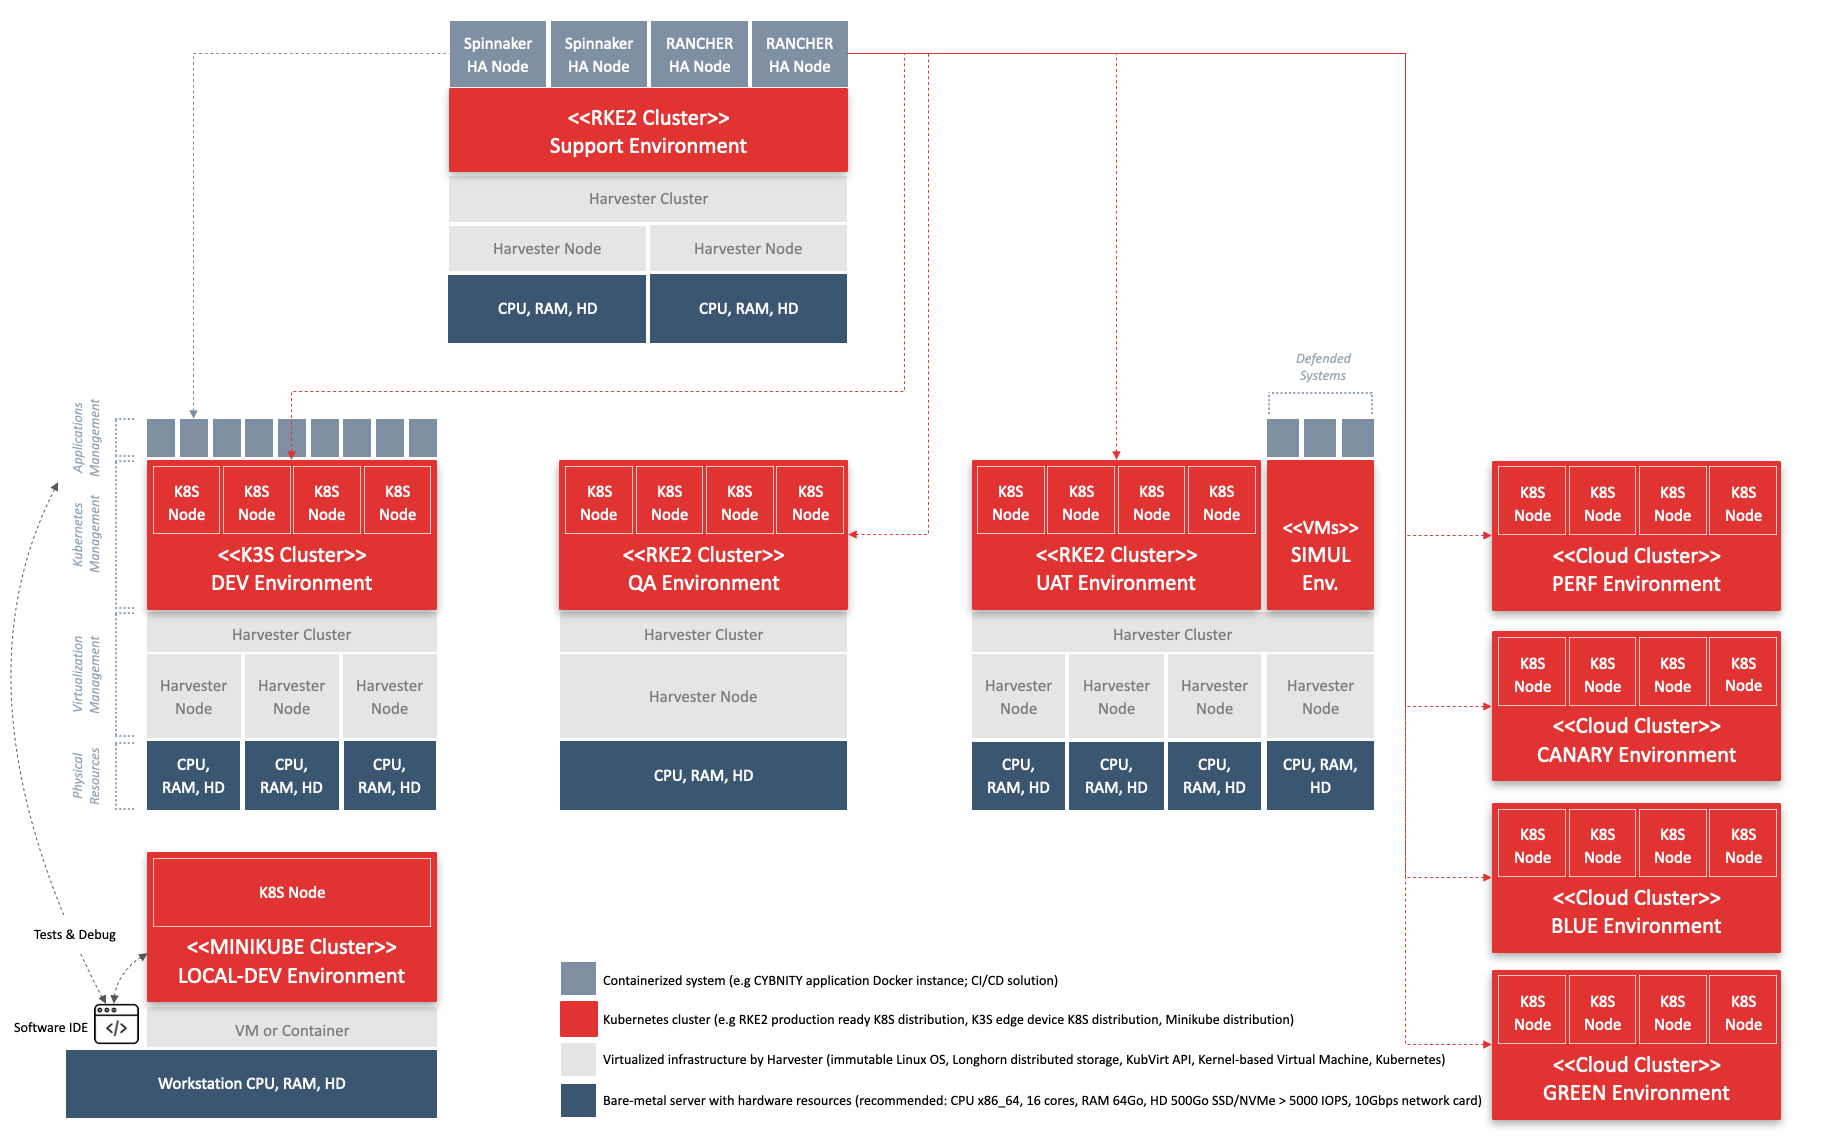 Spinnaker
HA Node
Spinnaker
HA Node
RANCHER
HA Node
RANCHER
HA Node
<<RKE2 Cluster>>
Support Environment
Harvester Cluster
Harvester Node
Harvester Node
CPU, RAM, HD
CPU, RAM, HD
Defended
Systems
Applications
Management
Kubernetes
Management
Virtualization
Management
Physical
Resources
K8S
Node
K8S
Node
K8S
Node
K8S
Node
<<K3S Cluster>>
DEV Environment
Harvester Cluster
Harvester
Node
Harvester
Node
Harvester
Node
CPU,
RAM, HD
CPU,
RAM, HD
CPU,
RAM, HD
K8S
Node
K8S
Node
K8S
Node
K8S
Node
<<RKE2 Cluster>>
QA Environment
Harvester Cluster
Harvester Node
CPU, RAM, HD
K8S
Node
K8S
Node
K8S
Node
K8S
Node
<<RKE2 Cluster>>
UAT Environment
<<VMs>>
SIMUL
Env.
Harvester Cluster
Harvester
Node
Harvester
Node
Harvester
Node
Harvester
Node
CPU,
RAM, HD
CPU,
RAM, HD
CPU,
RAM, HD
CPU, RAM,
HD
K8S
Node
K8S
Node
K8S
Node
K8S
Node
<<Cloud Cluster>>
PERF Environment
K8S
Node
K8S
Node
K8S
Node
K8S
Node
<<Cloud Cluster>>
CANARY Environment
K8S
Node
K8S
Node
K8S
Node
K8S
Node
<<Cloud Cluster>>
BLUE Environment
K8S
Node
K8S
Node
K8S
Node
K8S
Node
<<Cloud Cluster>>
GREEN Environment
Tests & Debug
Software IDE
K8S Node
<<MINIKUBE Cluster>>
LOCAL-DEV Environment
VM or Container
Workstation CPU, RAM, HD
Containerized system (e.g CYBNITY application Docker instance; CI/CD solution)
Kubernetes cluster (e.g RKE2 production ready K8S distribution, K3S edge device K8S distribution, Minikube distribution)
Virtualized infrastructure by Harvester (immutable Linux OS, Longhorn distributed storage, KubVirt API, Kernel-based Virtual Machine, Kubernetes)
Bare-metal server with hardware resources (recommended: CPU x86_64, 16 cores, RAM 64Go, HD 500Go SSD/NVMe > 5000 IOPS, 10Gbps network card)